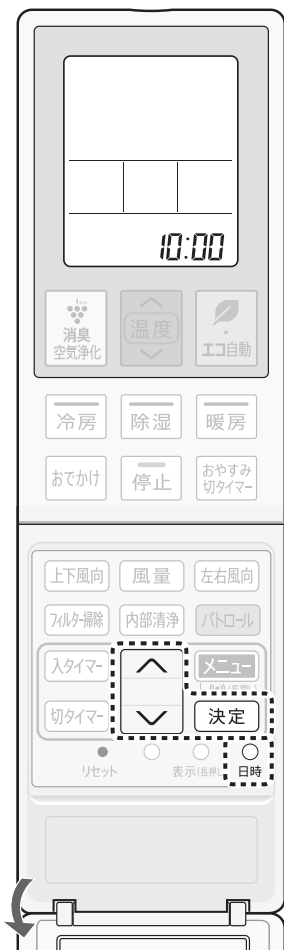 10:00
消臭 空気浄化
温度
エコ自動
冷房 除湿 暖房
おでかけ 停止 おやすみ 切タイマー
上下風向 風量 左右風向
フィルター掃除 内部清浄 パトロール
入タイマー メニュー
切タイマー 決定
リセット 表示(長押し 日時